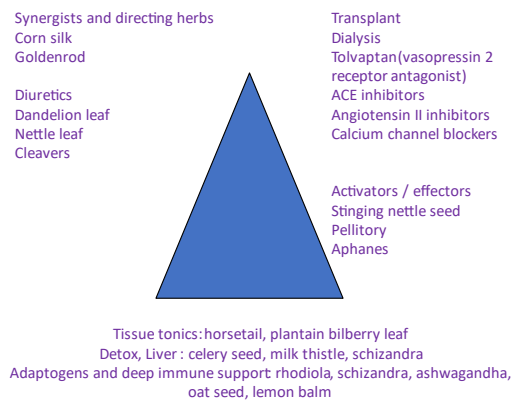 Synergists and directing herbs
Corn silk
Goldenrod
Diuretics
Dandelion leaf
Nettle leaf
Cleavers
Transplant
Dialysis
Tolvaptan(vasopressin 2
receptor antagonist)
ACE inhibitors
Angiotensin II inhibitors
Calcium channel blockers
Activators / effectors
Stinging nettle seed
Pellitory
Aphanes
Tissue tonics: horsetail, plantain bilberry leaf
Detox, Liver : celery seed, milk thistle, schizandra
Adaptogens and deep immune support: rhodiola, schizandra, ashwagandha,
oat seed, lemon balm